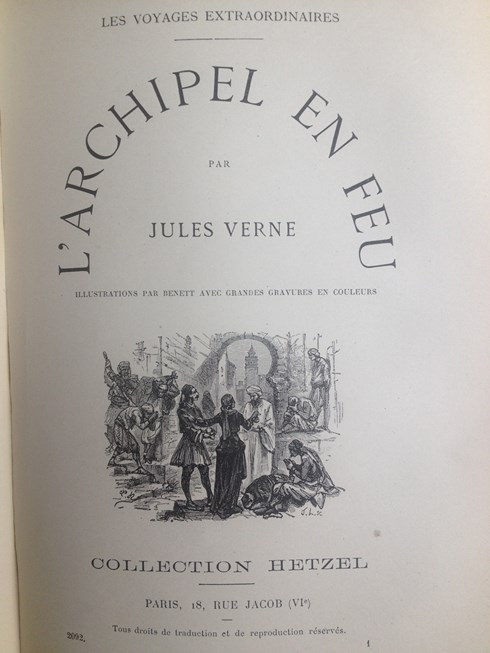 LES VOYAGES EXTRAORDINAIRES
L'ARCHIPEL EN FEU
PAR
JULES VERNE
ILLUSTRATIONS PAR BENETT AVEC GRANDES GRAVURES EN COULEURS
COLLECTION HETZEL
PARIS, 18, RUE JACOB (VIe)
Tous droits de traduction et de reproduction réservés.
2092. 1